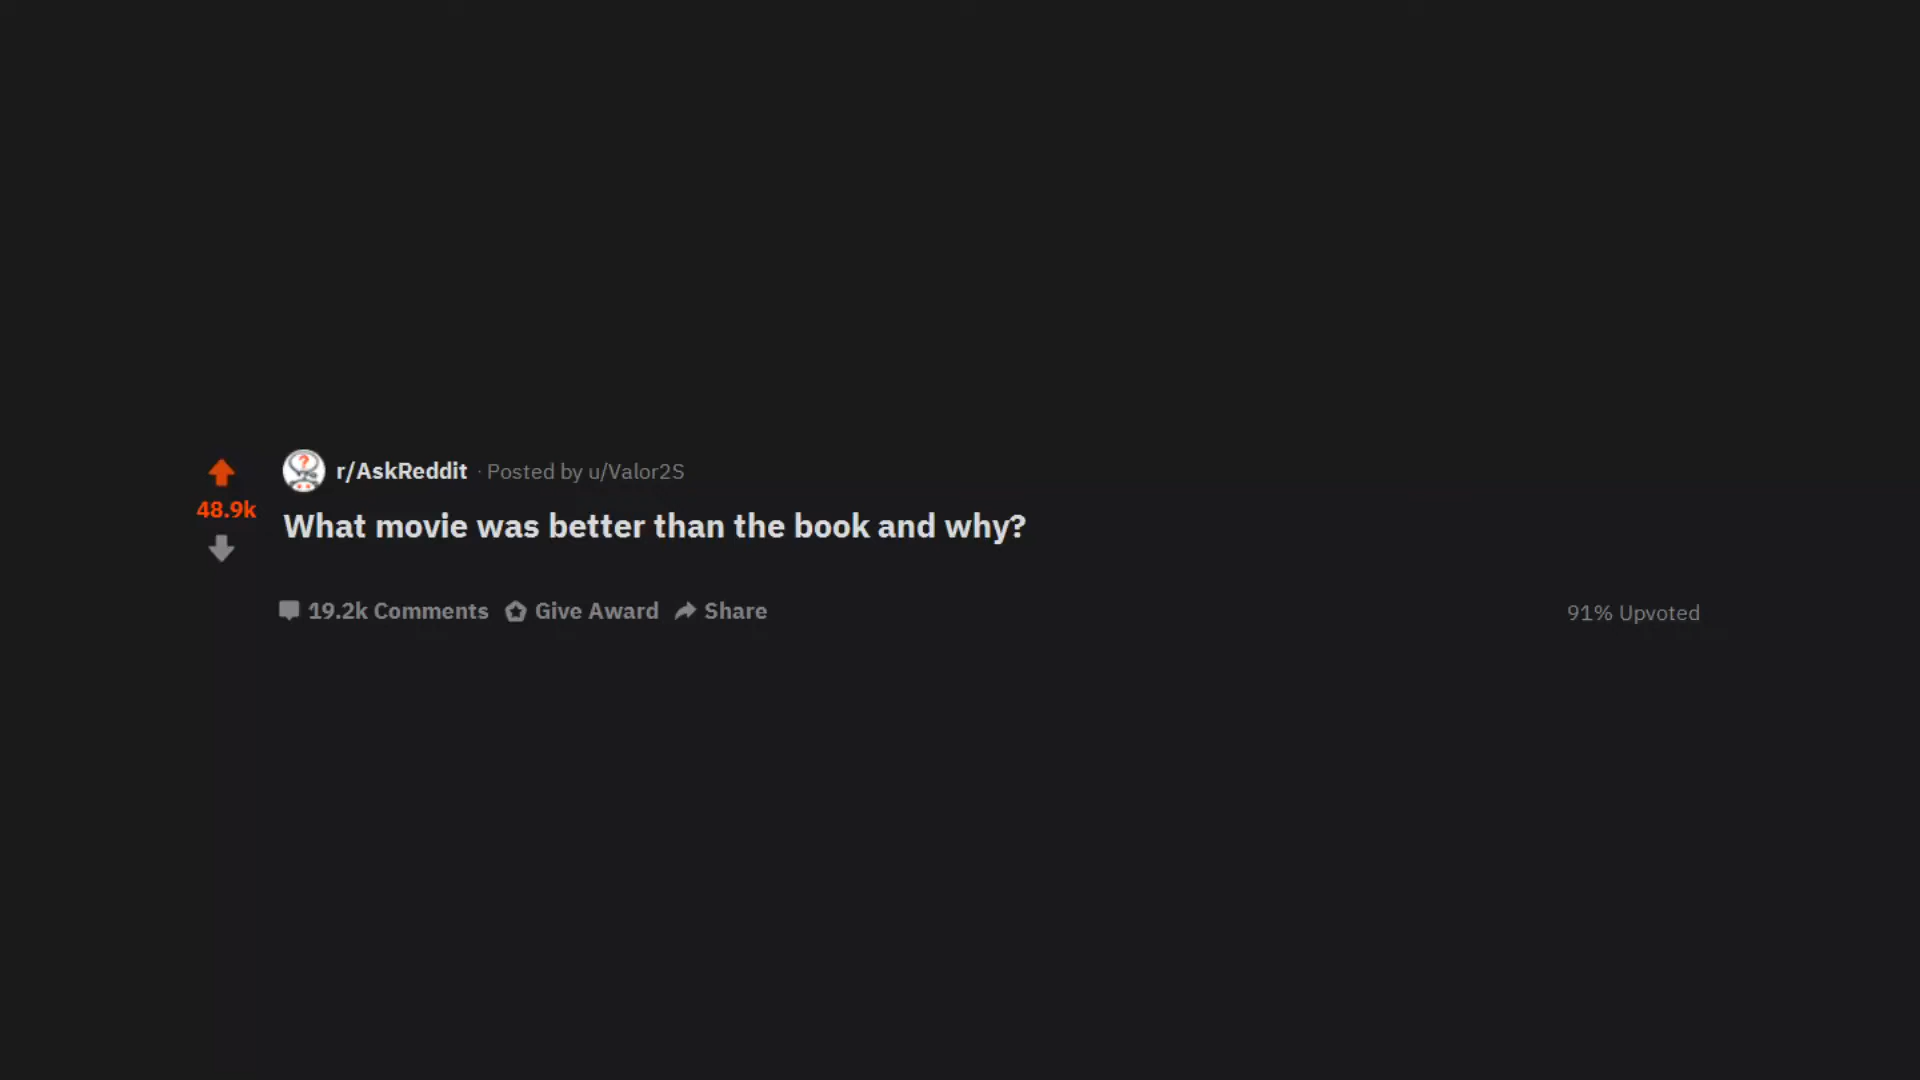 r/AskReddit · Posted by u/Valor2S
48.9k
What movie was better than the book and why?
19.2k Comments Give Award Share
91% Upvoted